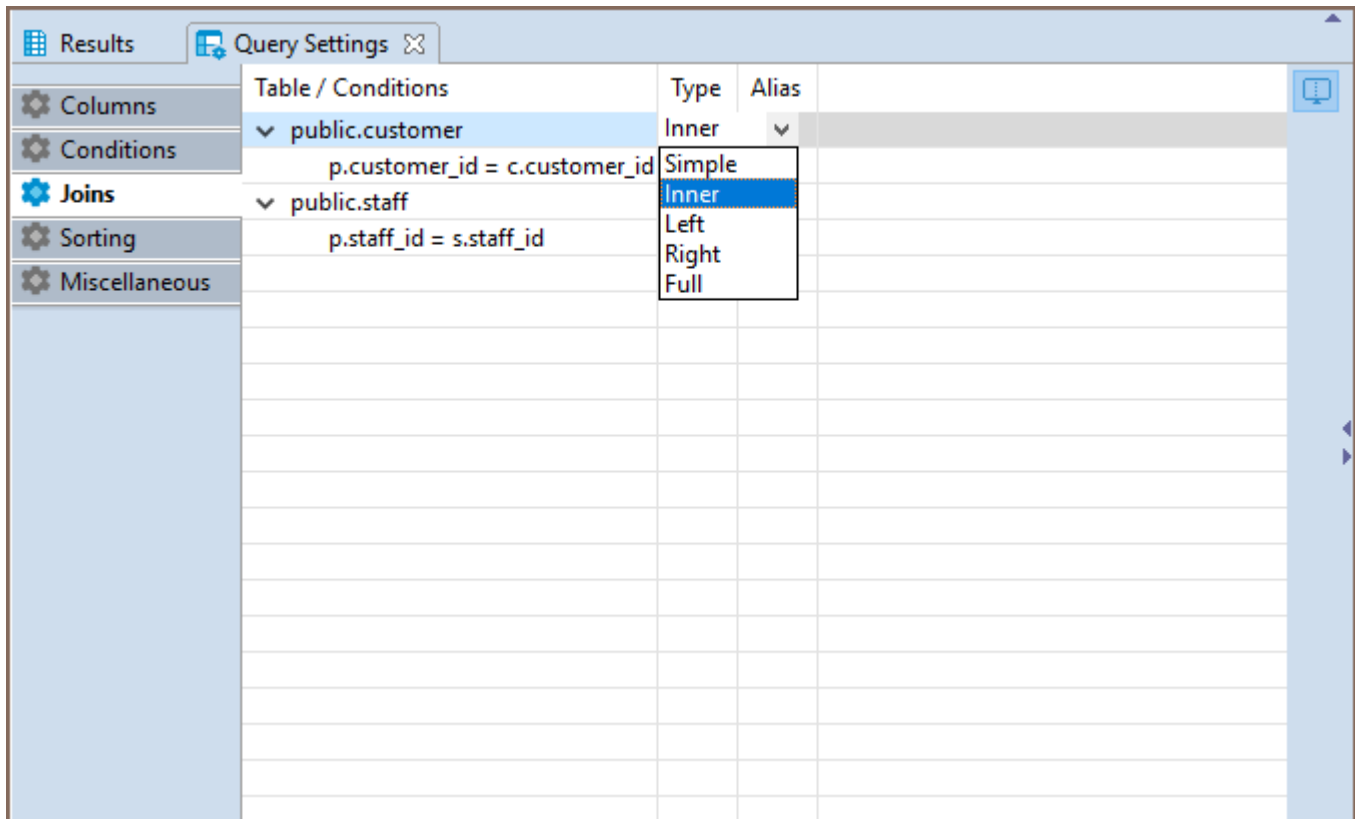 Results Query Settings
Table / Conditions Type Alias
Columns
public.customer Inner
Conditions
p.customer_id = c.customer_id Simple
Joins
public.staff Inner
Left
Sorting
p.staff_id = s.staff_id
Right
Miscellaneous
Full